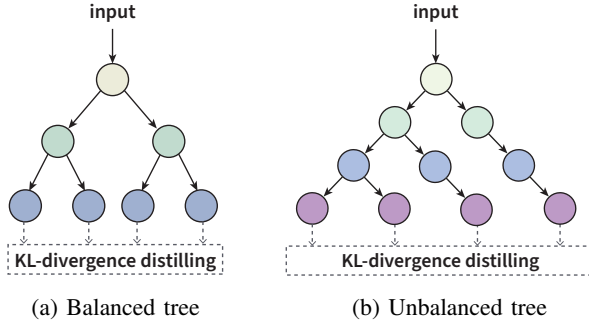 input
input
KL-divergence distilling
KL-divergence distilling
(a) Balanced tree
(b) Unbalanced tree